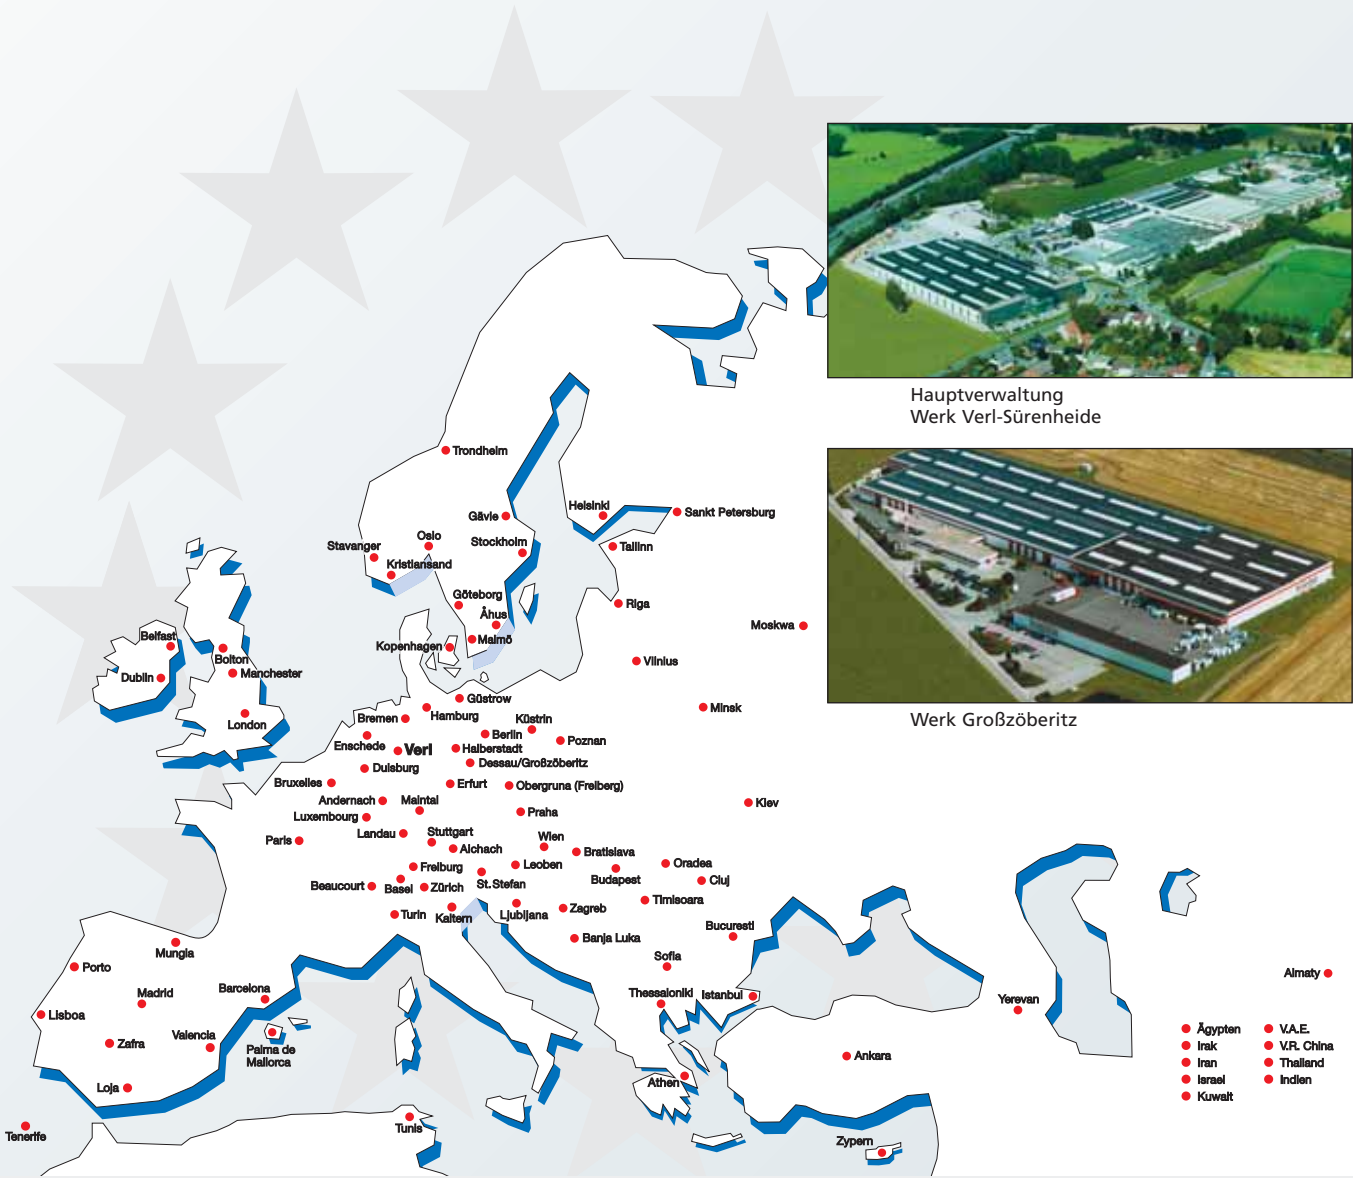 Hauptverwaltung
Werk Verl-Sürenheide
Trondheim
Gävle
Helsinki
Sankt Petersburg
Oslo
Stavanger
Stockholm
Tallinn
Kristiansand
Göteborg
Riga
Åhus
Moskwa
Belfast
Kopenhagen
Malmö
Bolton
Vilnius
Dublin
Manchester
Güstrow
Minsk
London
Bremen
Hamburg
Küstrin
Werk Großzöberitz
Enschede
Verl
Berlin
Poznan
Halberstadt
Duisburg
Dessau/Großzöberitz
Bruxelles
Erfurt
Obergruna (Freiberg)
Andernach
Maintal
Kiev
Luxembourg
Praha
Paris
Landau
Stuttgart
Wien
Aichach
Bratislava
Freiburg
Leoben
Oradea
Beaucourt
Basel
Zürich
St. Stefan
Budapest
Cluj
Timisoara
Turin
Kaltern
Ljubljana
Zagreb
Bucuresti
Banja Luka
Mungia
Sofia
Porto
Almaty
Madrid
Barcelona
Thessaloniki
Istanbul
Yerevan
Lisboa
Valencia
Zafra
Palma de
Mallorca
Ankara
Loja
Athen
Ägypten
V.A.E.
Irak
V.R. China
Iran
Thailand
Israel
Indien
Kuwait
Tenerife
Tunis
Zypern